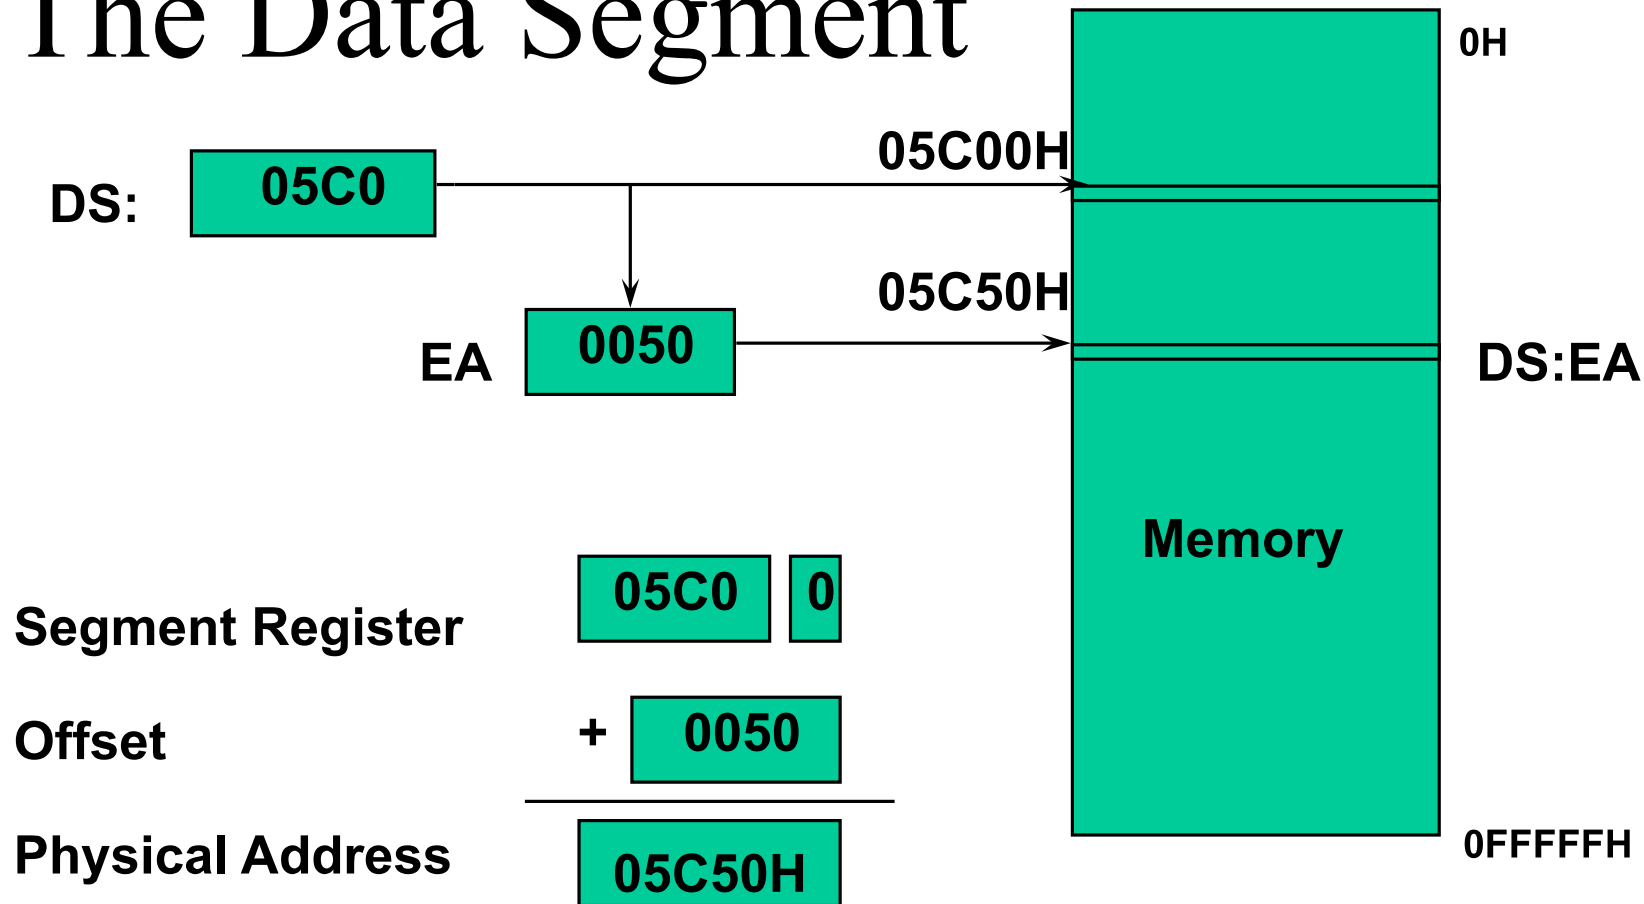 The Data Segment
0H
05C00H
DS:
05C0
05C50H
EA
0050
DS:EA
Memory
Segment Register
05C0
0
Offset
+
0050
Physical Address
05C50H
0FFFFFH